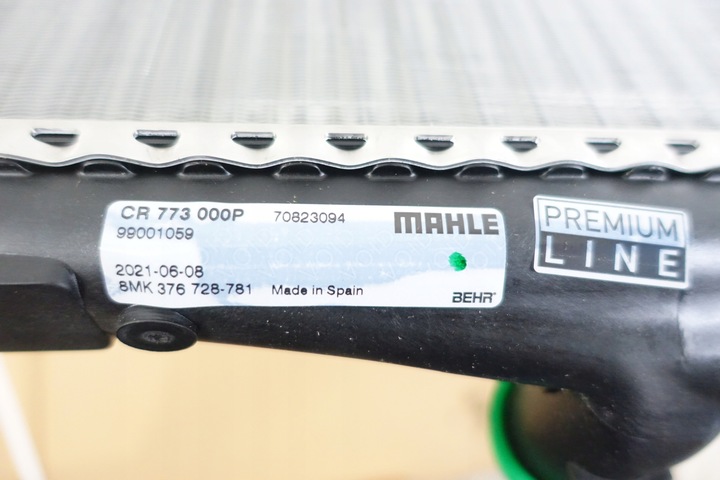 CR 773 000P 70823094
MAHLE
99001059
2021-06-08
8MK 376 728-781 Made in Spain
BEHR
PREMIUM
LINE